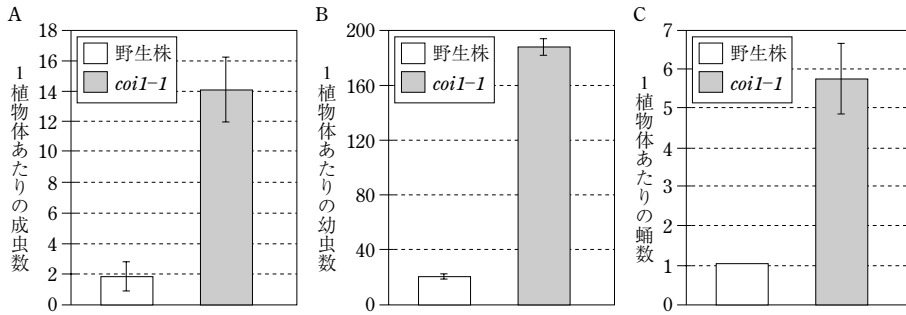 A
1植物体あたりの成虫数
18
16
14
12
10
8
6
4
2
0
野生株
coi1-1
B
1植物体あたりの幼虫数
200
160
120
80
40
0
野生株
coi1-1
C
1植物体あたりの蛹数
7
6
5
4
3
2
1
0
野生株
coi1-1